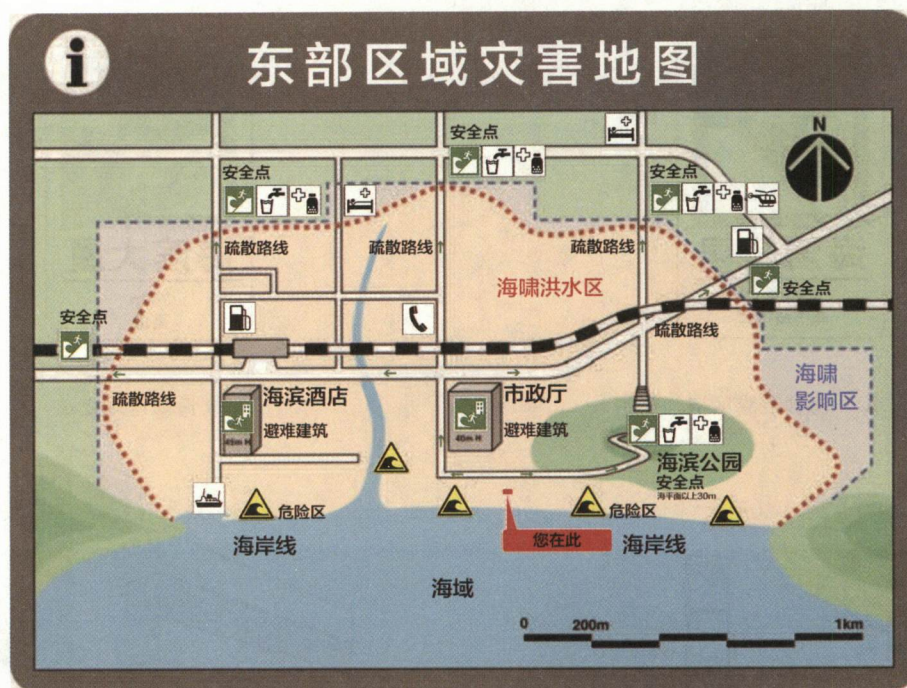 i
东部区域灾害地图
安全点
N
安全点
疏散路线
疏散路线
疏散路线
海啸洪水区
安全点
安全点
疏散路线
海啸
影响区
疏散路线
海滨酒店
避难建筑
45m H
市政厅
避难建筑
40m H
海滨公园
安全点
海平面以上30m
危险区
危险区
海岸线
您在此
海岸线
海域
0
200m
1km